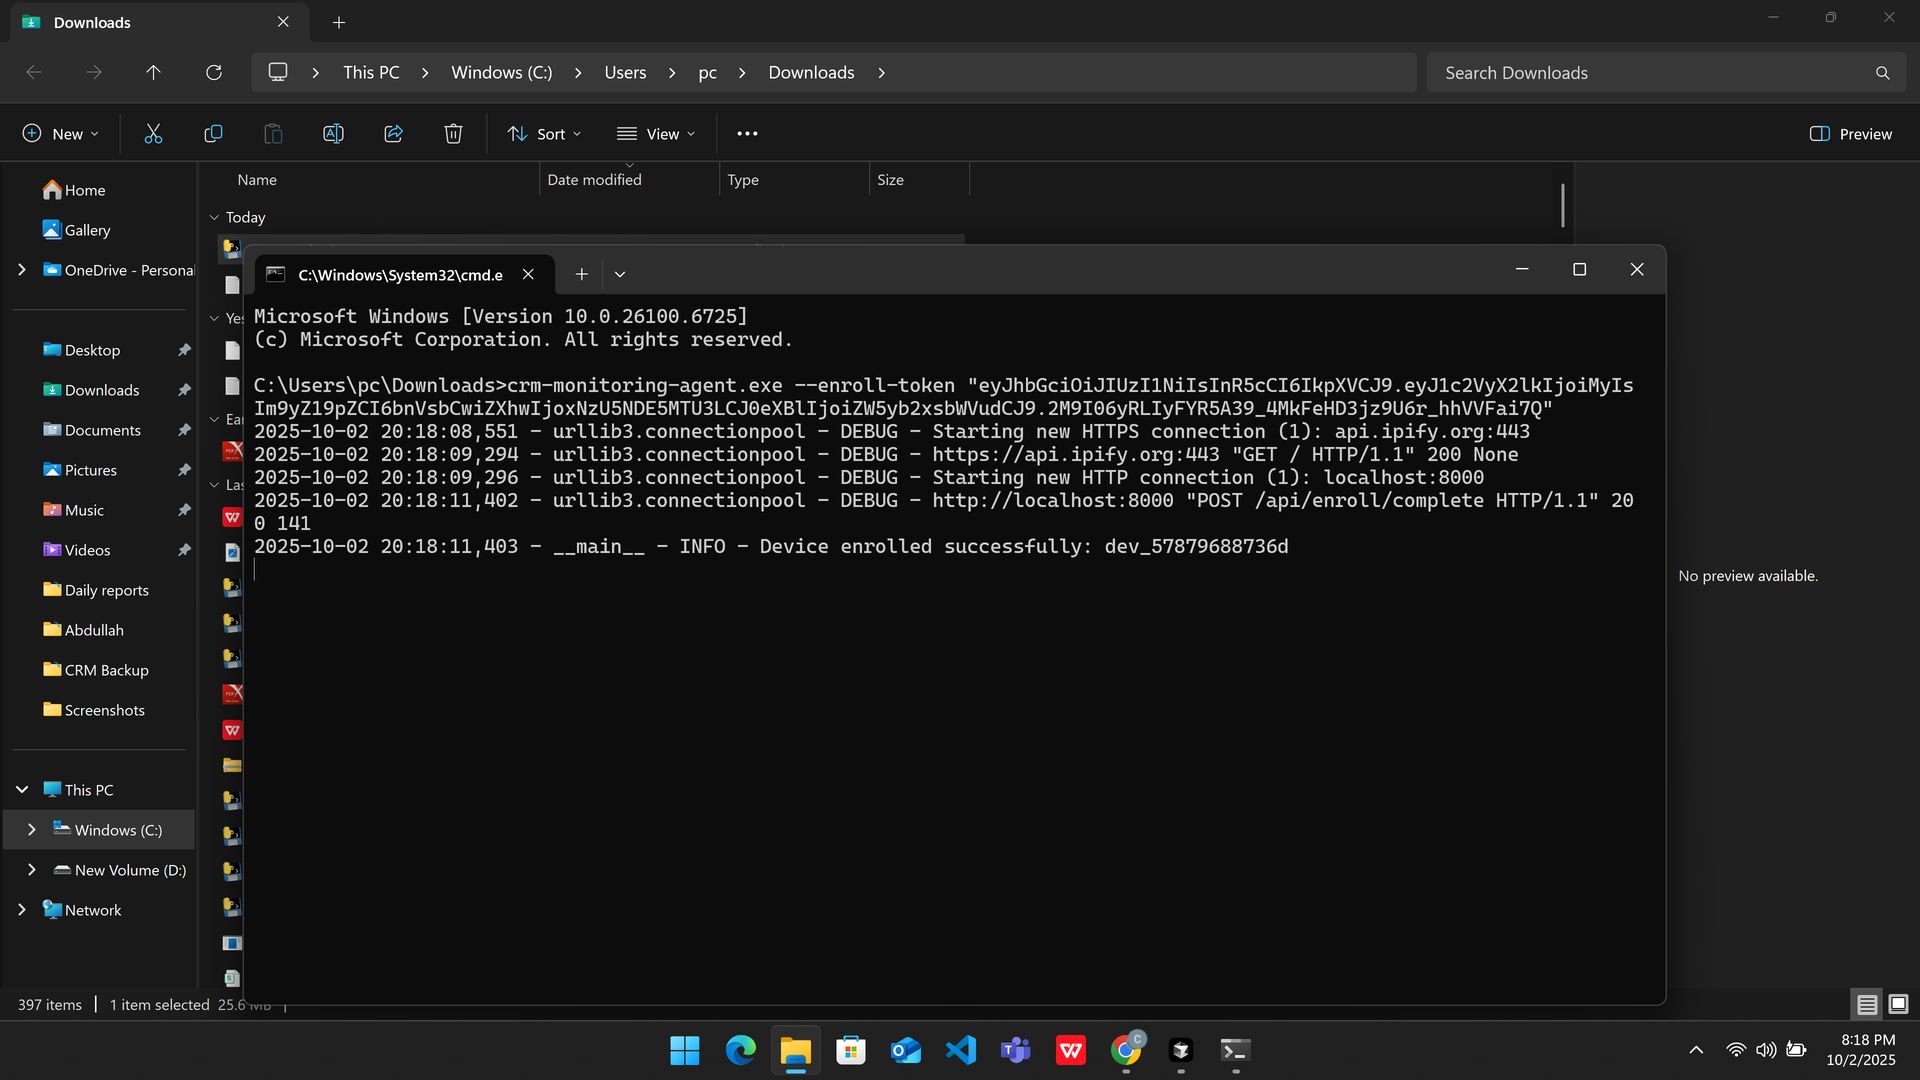 Downloads
This PC
Windows (C:)
Users
pc
Downloads
Search Downloads
New
Sort
View
Preview
Name
Date modified
Type
Size
Home
Gallery
OneDrive - Persona
Desktop
Downloads
Documents
Pictures
Music
Videos
Daily reports
Abdullah
CRM Backup
Screenshots
This PC
Windows (C:)
New Volume (D:)
Network
Today
Yes
Ea
Las
C:\Windows\System32\cmd.e
Microsoft Windows [Version 10.0.26100.6725]
(c) Microsoft Corporation. All rights reserved.
C:\Users\pc\Downloads>crm-monitoring-agent.exe --enroll-token "eyJhbGciOiJIUzI1NiIsInR5cCI6IkpXVCJ9.eyJ1c2VyX2lkIjoiMyIs
Im9yZ19pZCI6bnVsbCwiZXhwIjoxNzU5NDE5MTU3LCJ0eXBlIjoiZW5yb2xsbWVudCJ9.2M9I06yRLIyFYR5A39_4MkFeHD3jz9U6r_hhVVFai7Q"
2025-10-02 20:18:08,551 - urllib3.connectionpool - DEBUG - Starting new HTTPS connection (1): api.ipify.org:443
2025-10-02 20:18:09,294 - urllib3.connectionpool - DEBUG - https://api.ipify.org:443 "GET / HTTP/1.1" 200 None
2025-10-02 20:18:09,296 - urllib3.connectionpool - DEBUG - Starting new HTTP connection (1): localhost:8000
2025-10-02 20:18:11,402 - urllib3.connectionpool - DEBUG - http://localhost:8000 "POST /api/enroll/complete HTTP/1.1" 20
0 141
2025-10-02 20:18:11,403 - __main__ - INFO - Device enrolled successfully: dev_57879688736d
No preview available.
397 items
1 item selected 25.6 MB
8:18 PM
10/2/2025